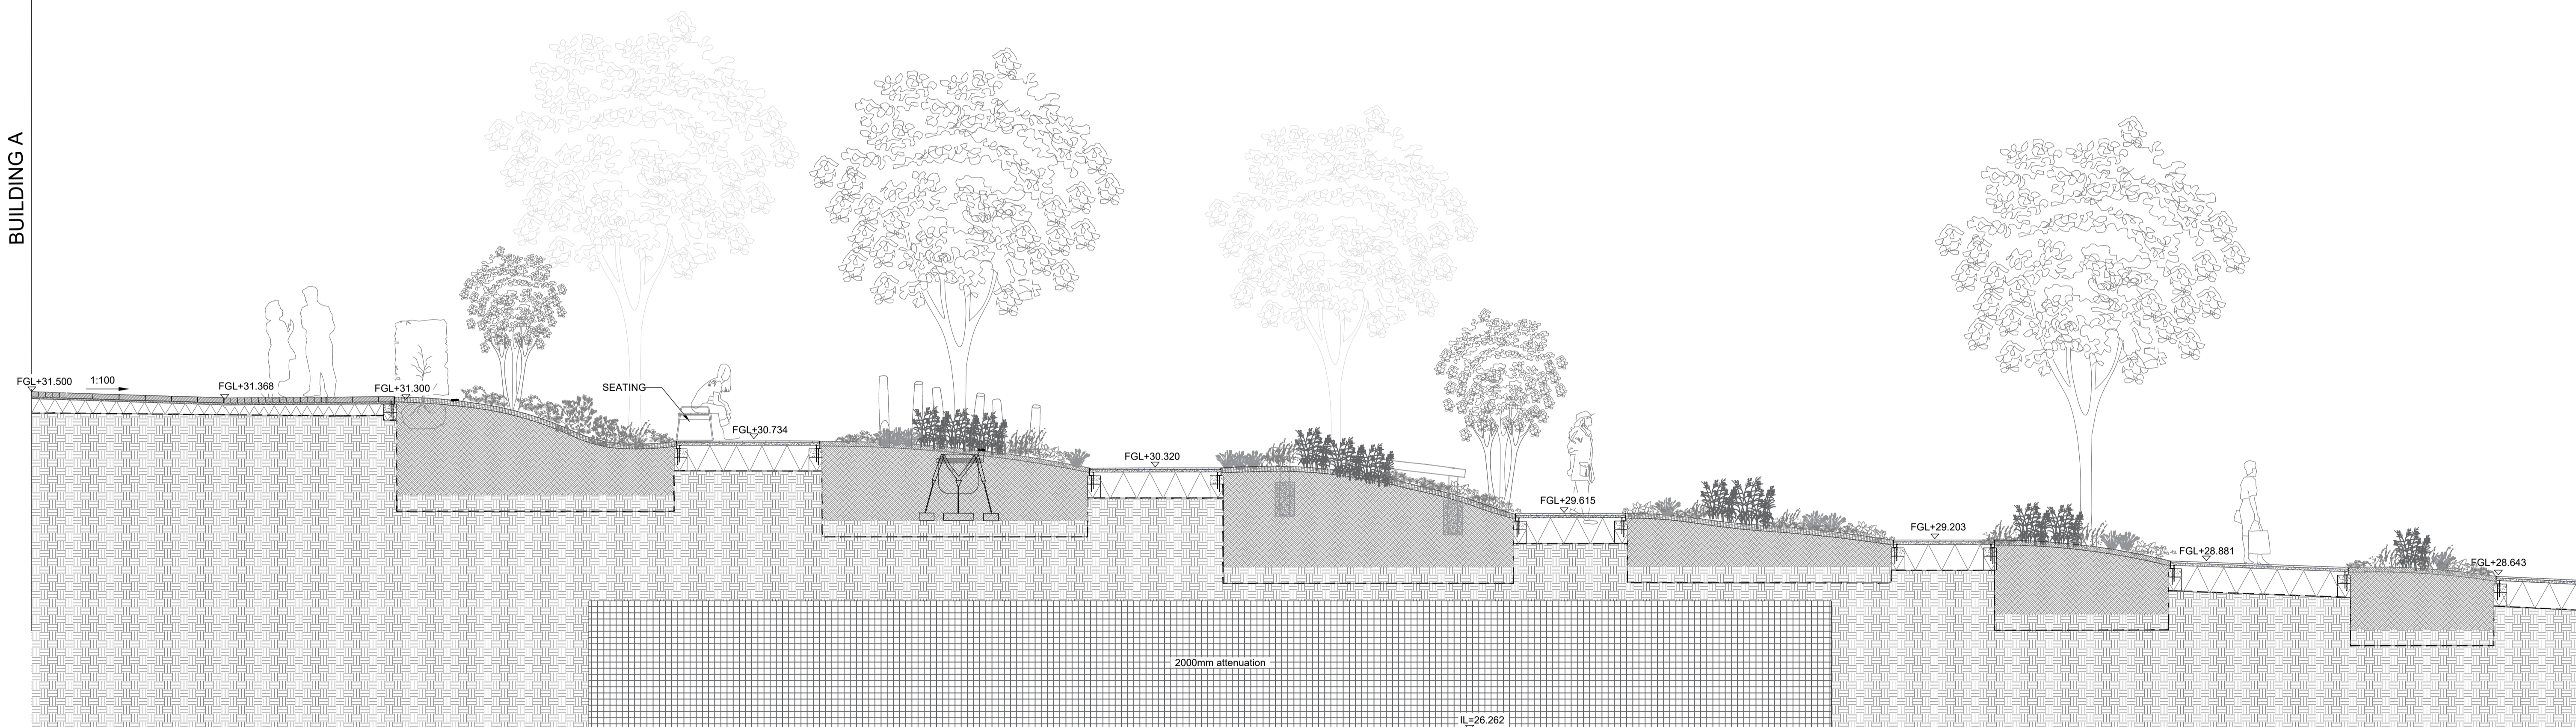 BUILDING A
FGL+31.500
1:100
FGL+31.368
FGL+31.300
SEATING
FGL+30.734
FGL+30.320
FGL+29.615
FGL+29.203
FGL+28.881
FGL+28.643
2000mm attenuation
IL=26.262